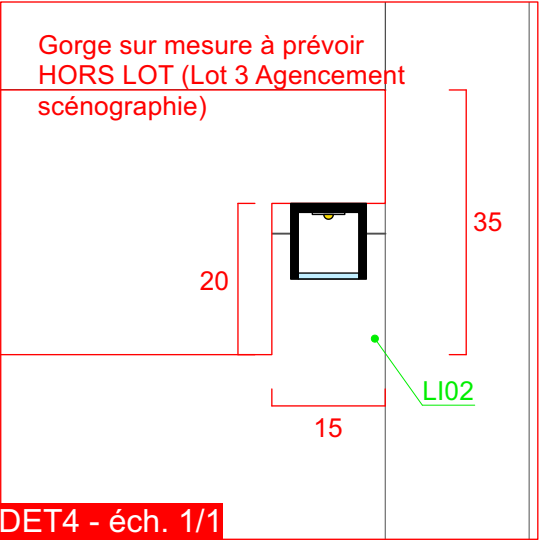 Gorge sur mesure à prévoir
HORS LOT (Lot 3 Agencement
scénographie)
35
20
LI02
15
DET4 - éch. 1/1